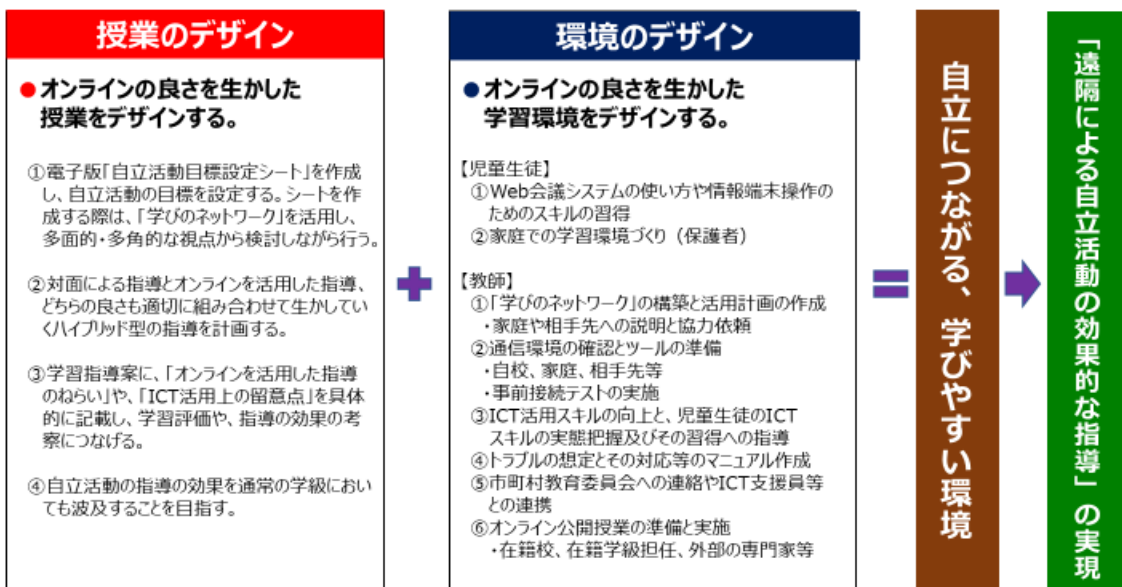 授業のデザイン
●オンラインの良さを生かした
授業をデザインする。
①電子版「自立活動目標設定シート」を作成
し、自立活動の目標を設定する。シートを作
成する際は、「学びのネットワーク」を活用し、
多面的・多角的な視点から検討しながら行う。
②対面による指導とオンラインを活用した指導、
どちらの良さも適切に組み合わせて生かしてい
くハイブリッド型の指導を計画する。
③学習指導案に、「オンラインを活用した指導
のねらい」や、「ICT活用上の留意点」を具体
的に記載し、学習評価や、指導の効果の考
察につなげる。
④自立活動の指導の効果を通常の学級におい
ても波及することを目指す。
環境のデザイン
●オンラインの良さを生かした
学習環境をデザインする。
【児童生徒】
①Web会議システムの使い方や情報端末操作の
ためのスキルの習得
②家庭での学習環境づくり（保護者）
【教師】
①「学びのネットワーク」の構築と活用計画の作成
・家庭や相手先への説明と協力依頼
②通信環境の確認とツールの準備
・自校、家庭、相手先等
・事前接続テストの実施
③ICT活用スキルの向上と、児童生徒のICT
スキルの実態把握及びその習得への指導
④トラブルの想定とその対応等のマニュアル作成
⑤市町村教育委員会への連絡やICT支援員等
との連携
⑥オンライン公開授業の準備と実施
・在籍校、在籍学級担任、外部の専門家等
自立につながる、学びやすい環境
「遠隔による自立活動の効果的な指導」の実現